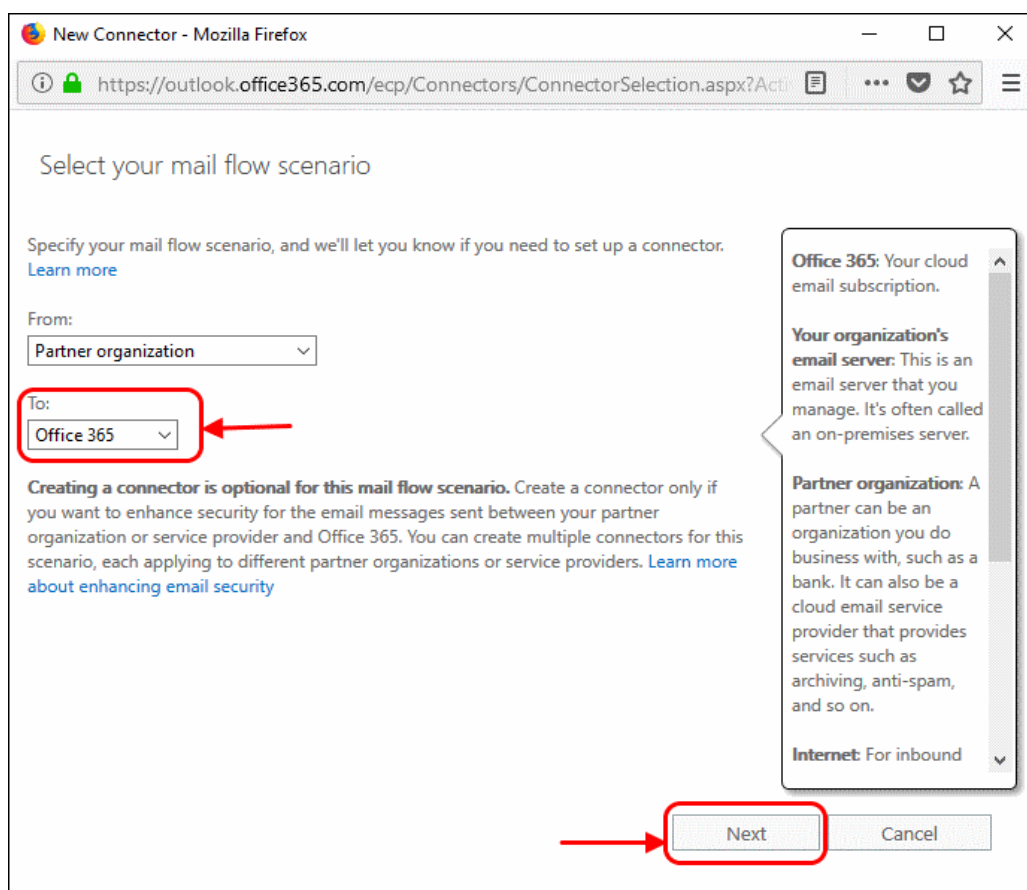 New Connector - Mozilla Firefox
https://outlook.office365.com/ecp/Connectors/ConnectorSelection.aspx?Acti
Select your mail flow scenario
Specify your mail flow scenario, and we'll let you know if you need to set up a connector.
Learn more
From:
Partner organization
To:
Office 365
Creating a connector is optional for this mail flow scenario. Create a connector only if
you want to enhance security for the email messages sent between your partner
organization or service provider and Office 365. You can create multiple connectors for this
scenario, each applying to different partner organizations or service providers. Learn more
about enhancing email security
Office 365: Your cloud
email subscription.
Your organization's
email server: This is an
email server that you
manage. It's often called
an on-premises server.
Partner organization: A
partner can be an
organization you do
business with, such as a
bank. It can also be a
cloud email service
provider that provides
services such as
archiving, anti-spam,
and so on.
Internet: For inbound
Next
Cancel